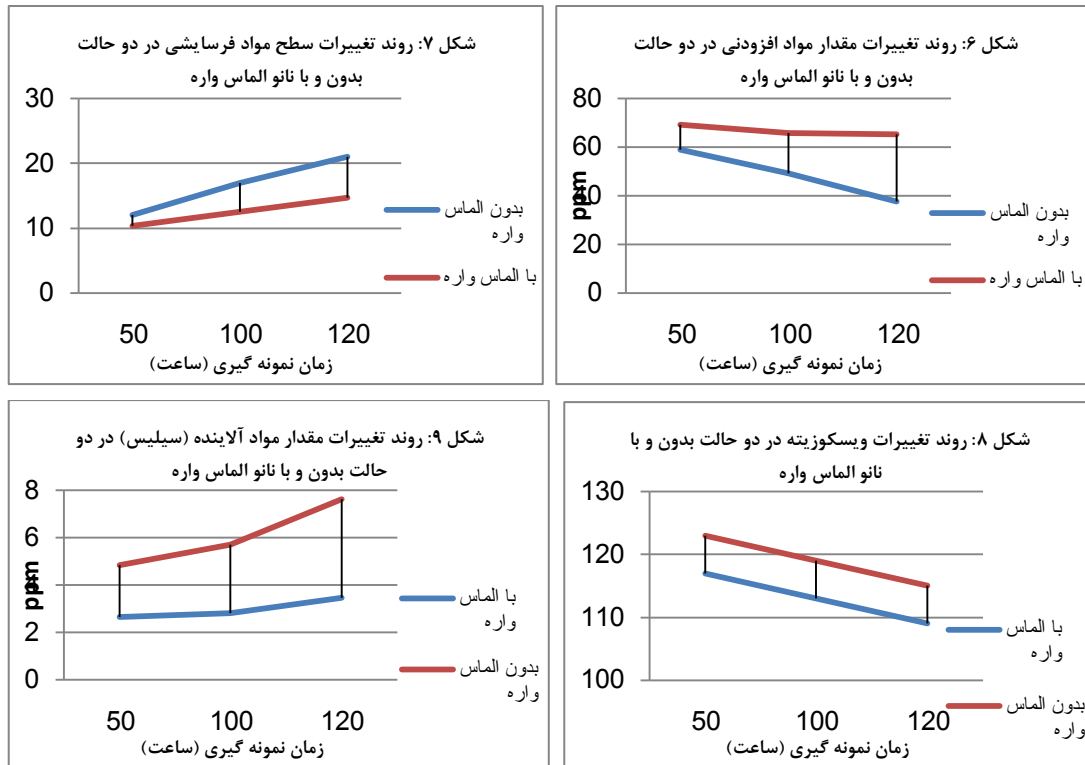 شکل ۶: روند تغییرات مقدار مواد افزودنی در دو حالت
بدون و با نانو الماس واره
80
60
40
20
0
ppm
50 100 120
زمان نمونه گیری (ساعت)
بدون الماس
واره
با الماس واره
شکل ۷: روند تغییرات سطح مواد فرسایشی در دو حالت
بدون و با نانو الماس واره
30
20
10
0
50 100 120
زمان نمونه گیری (ساعت)
بدون الماس
واره
با الماس واره
شکل ۸: روند تغییرات ویسکوزیته در دو حالت بدون و با
نانو الماس واره
130
120
110
100
50 100 120
زمان نمونه گیری (ساعت)
با الماس
واره
بدون الماس
واره
شکل ۹: روند تغییرات مقدار مواد آلاینده (سیلیس) در دو
حالت بدون و با نانو الماس واره
8
6
4
2
0
ppm
50 100 120
زمان نمونه گیری (ساعت)
با الماس
واره
بدون الماس
واره